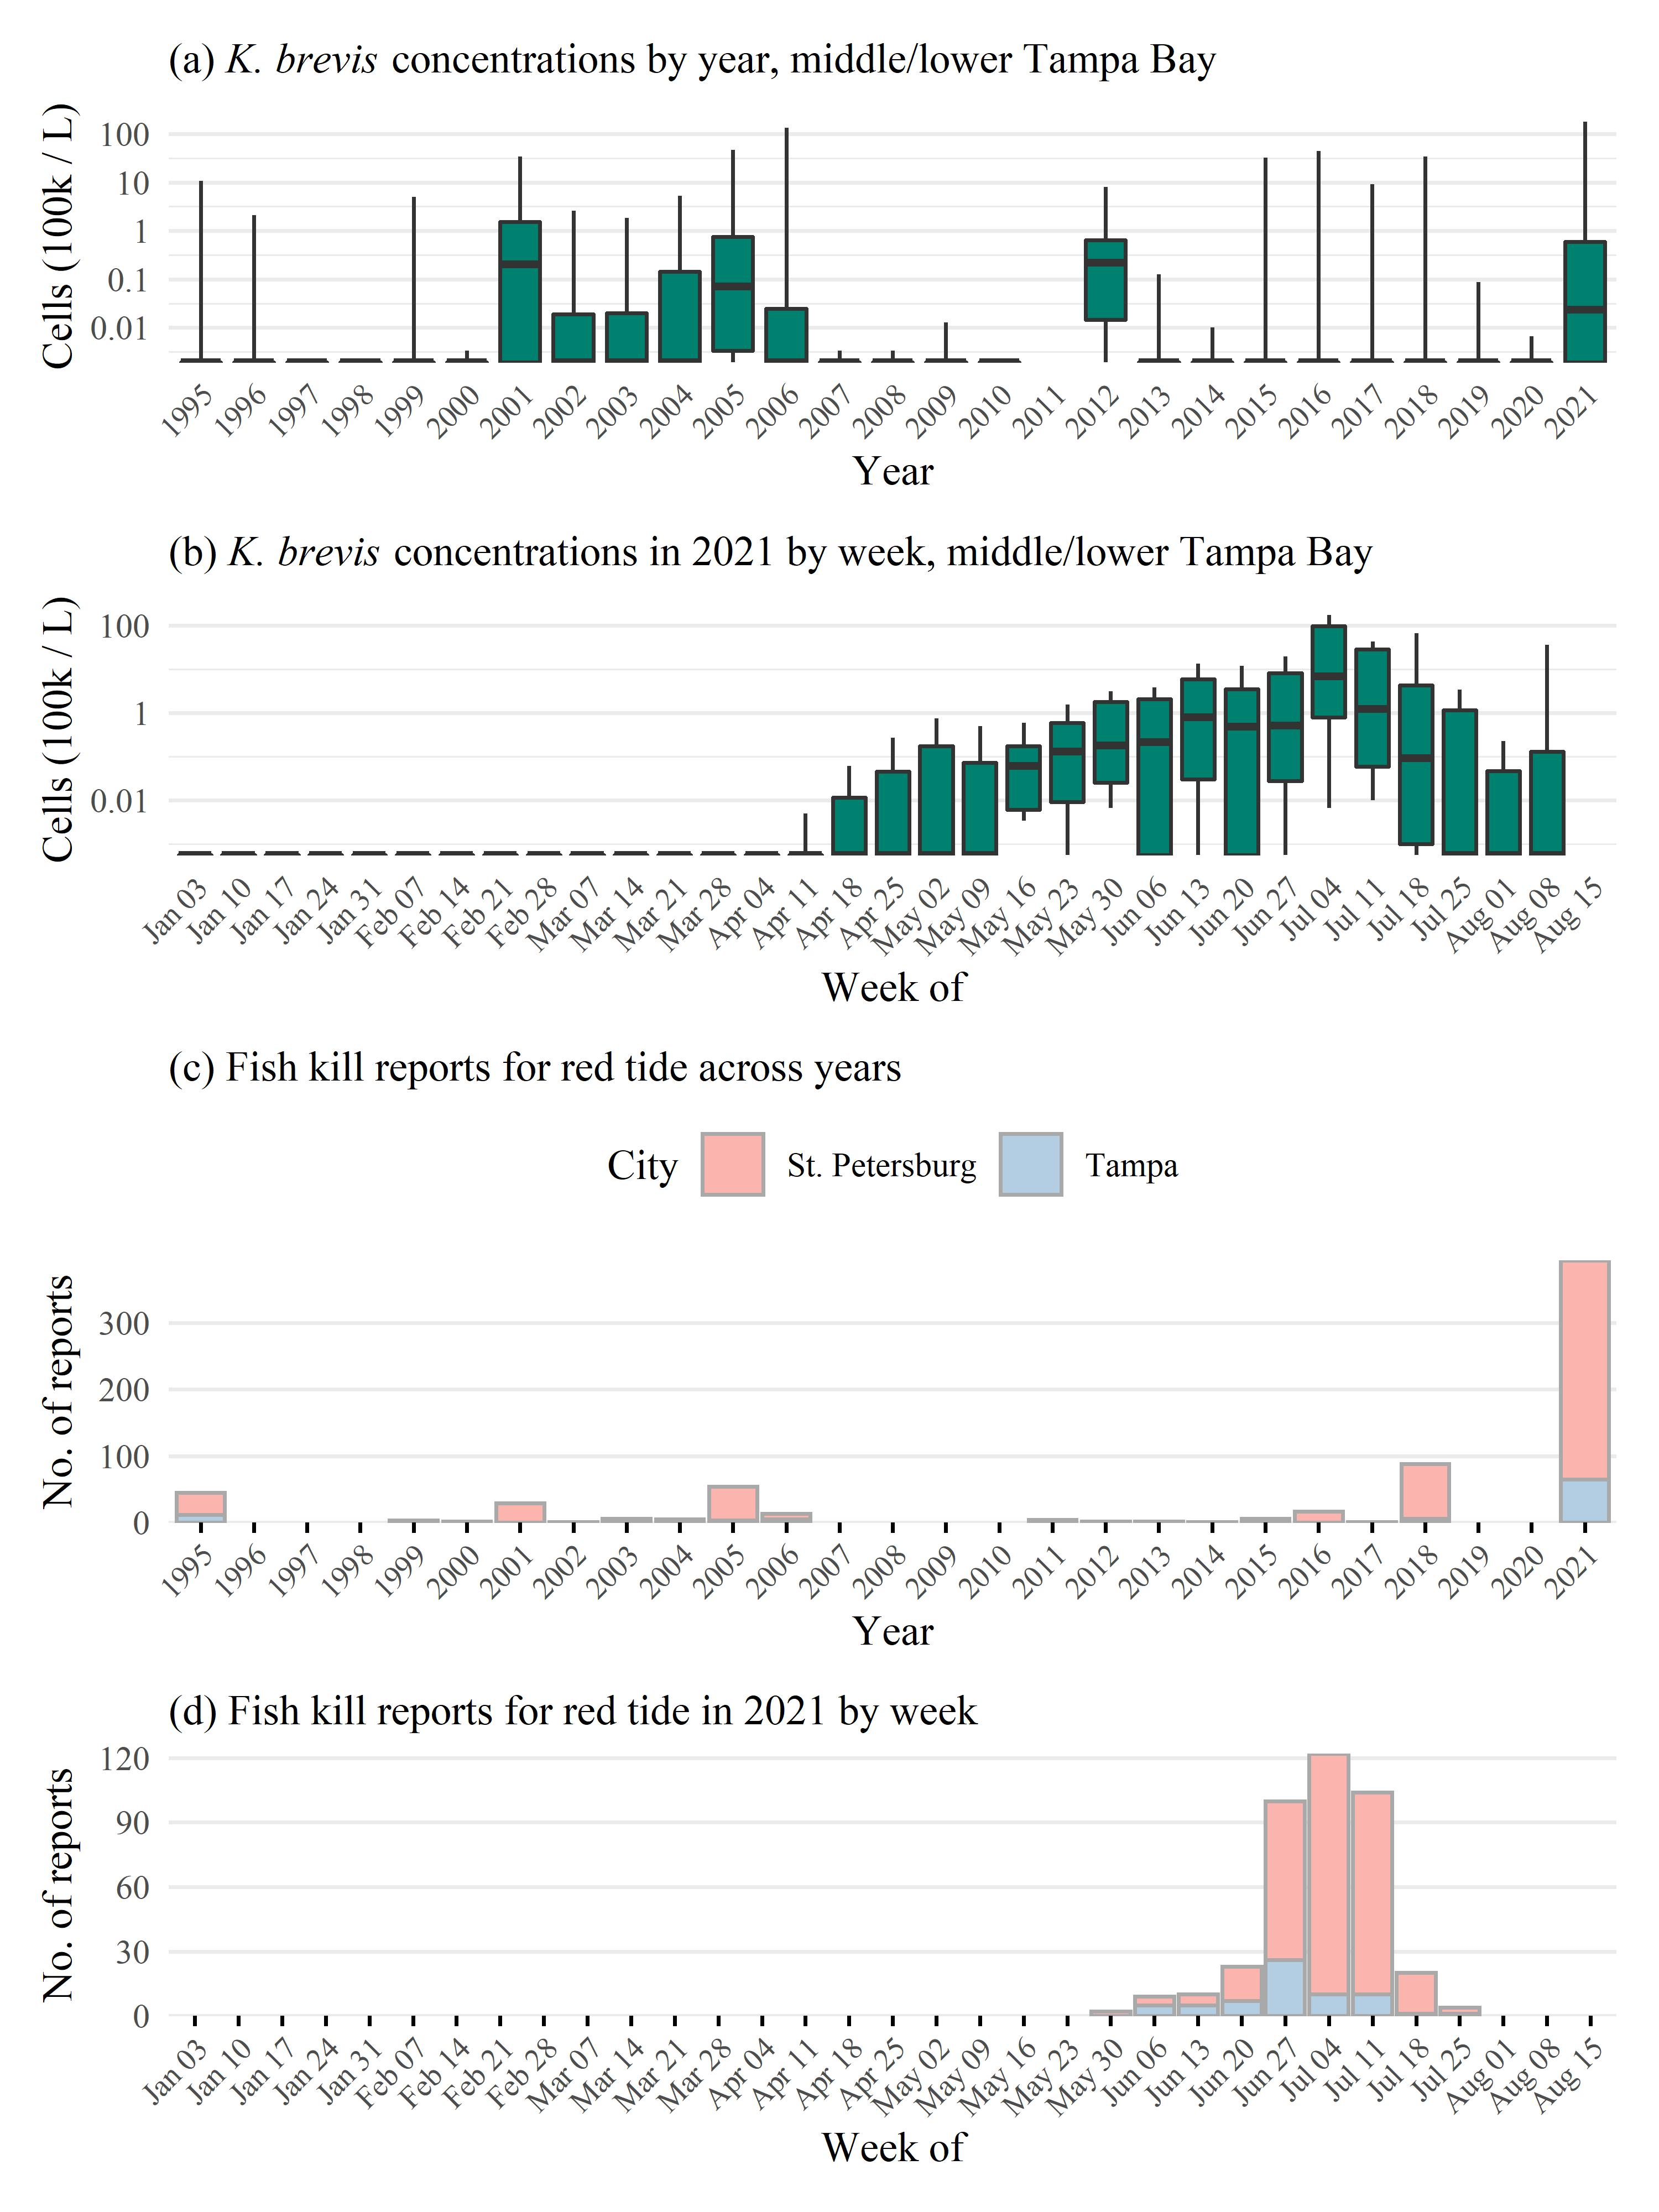 (a) K. brevis concentrations by year, middle/lower Tampa Bay
Cells (100k / L)
100
10
1
0.1
0.01
1995 1996 1997 1998 1999 2000 2001 2002 2003 2004 2005 2006 2007 2008 2009 2010 2011 2012 2013 2014 2015 2016 2017 2018 2019 2020 2021
Year
(b) K. brevis concentrations in 2021 by week, middle/lower Tampa Bay
Cells (100k / L)
100
1
0.01
Jan 03 Jan 10 Jan 17 Jan 24 Jan 31 Feb 07 Feb 14 Feb 21 Feb 28 Mar 07 Mar 14 Mar 21 Mar 28 Apr 04 Apr 11 Apr 18 Apr 25 May 02 May 09 May 16 May 23 May 30 Jun 06 Jun 13 Jun 20 Jun 27 Jul 04 Jul 11 Jul 18 Jul 25 Aug 01 Aug 08 Aug 15
Week of
(c) Fish kill reports for red tide across years
City St. Petersburg Tampa
No. of reports
300
200
100
0
1995 1996 1997 1998 1999 2000 2001 2002 2003 2004 2005 2006 2007 2008 2009 2010 2011 2012 2013 2014 2015 2016 2017 2018 2019 2020 2021
Year
(d) Fish kill reports for red tide in 2021 by week
No. of reports
120
90
60
30
0
Jan 03 Jan 10 Jan 17 Jan 24 Jan 31 Feb 07 Feb 14 Feb 21 Feb 28 Mar 07 Mar 14 Mar 21 Mar 28 Apr 04 Apr 11 Apr 18 Apr 25 May 02 May 09 May 16 May 23 May 30 Jun 06 Jun 13 Jun 20 Jun 27 Jul 04 Jul 11 Jul 18 Jul 25 Aug 01 Aug 08 Aug 15
Week of